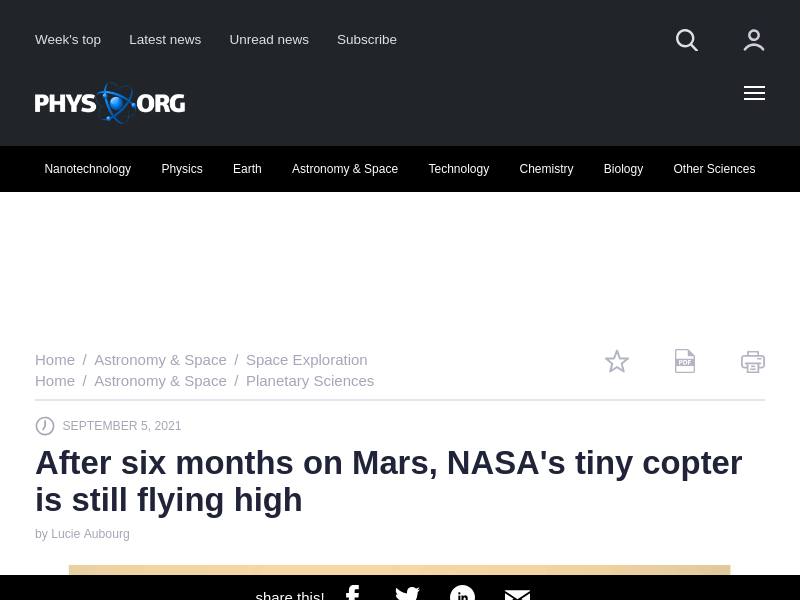 Week's top Latest news Unread news Subscribe
PHYS ORG
Nanotechnology Physics Earth Astronomy & Space Technology Chemistry Biology Other Sciences
Home / Astronomy & Space / Space Exploration
Home / Astronomy & Space / Planetary Sciences
PDF
SEPTEMBER 5, 2021
After six months on Mars, NASA's tiny copter
is still flying high
by Lucie Aubourg
share this!
in